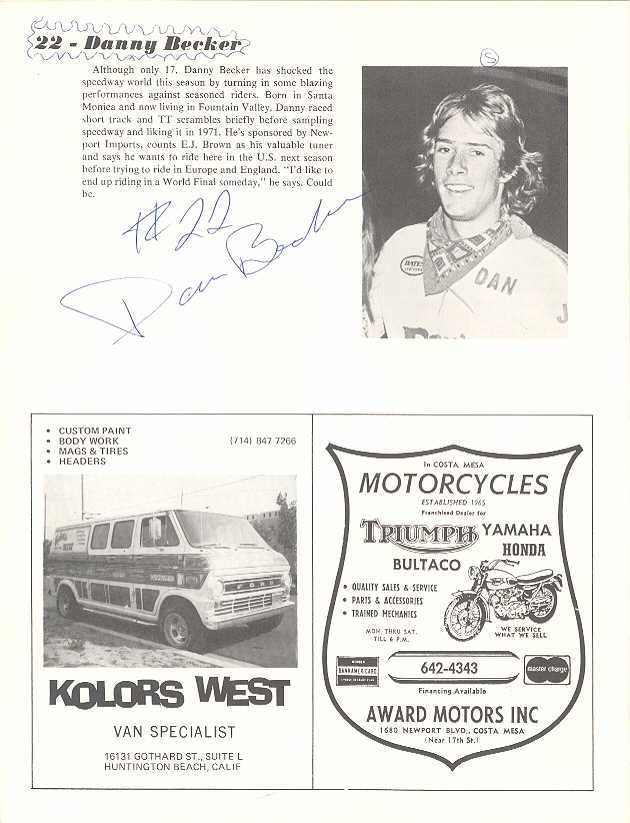 22 - Danny Becker
Although only 17, Danny Becker has shocked the
speedway world this season by turning in some blazing
performances against seasoned riders. Born in Santa
Monica and now living in Fountain Valley, Danny raced
short track and TT scrambles briefly before sampling
speedway and liking it in 1971. He's sponsored by New-
port Imports, counts E.J. Brown as his valuable tuner
and says he wants to ride here in the U.S. next season
before trying to ride in Europe and England. "I'd like to
end up riding in a World Final someday," he says. Could
be.
#22
Dan Becker
S
BATES
DAN
J
• CUSTOM PAINT
• BODY WORK
• MAGS & TIRES
• HEADERS
(714) 847 7266
FORD
KOLORS WEST
VAN SPECIALIST
16131 GOTHARD ST., SUITE L
HUNTINGTON BEACH, CALIF
In COSTA MESA
MOTORCYCLES
ESTABLISHED 1965
Franchised Dealer for
TRIUMPH YAMAHA
HONDA
BULTACO
• QUALITY SALES & SERVICE
• PARTS & ACCESSORIES
• TRAINED MECHANICS
MON. THRU SAT.
TILL 6 P.M.
WE SERVICE
WHAT WE SELL
BANKAMERICARD
642-4343
master charge
Financing Available
AWARD MOTORS INC
1680 NEWPORT BLVD., COSTA MESA
(Near 17th St.)